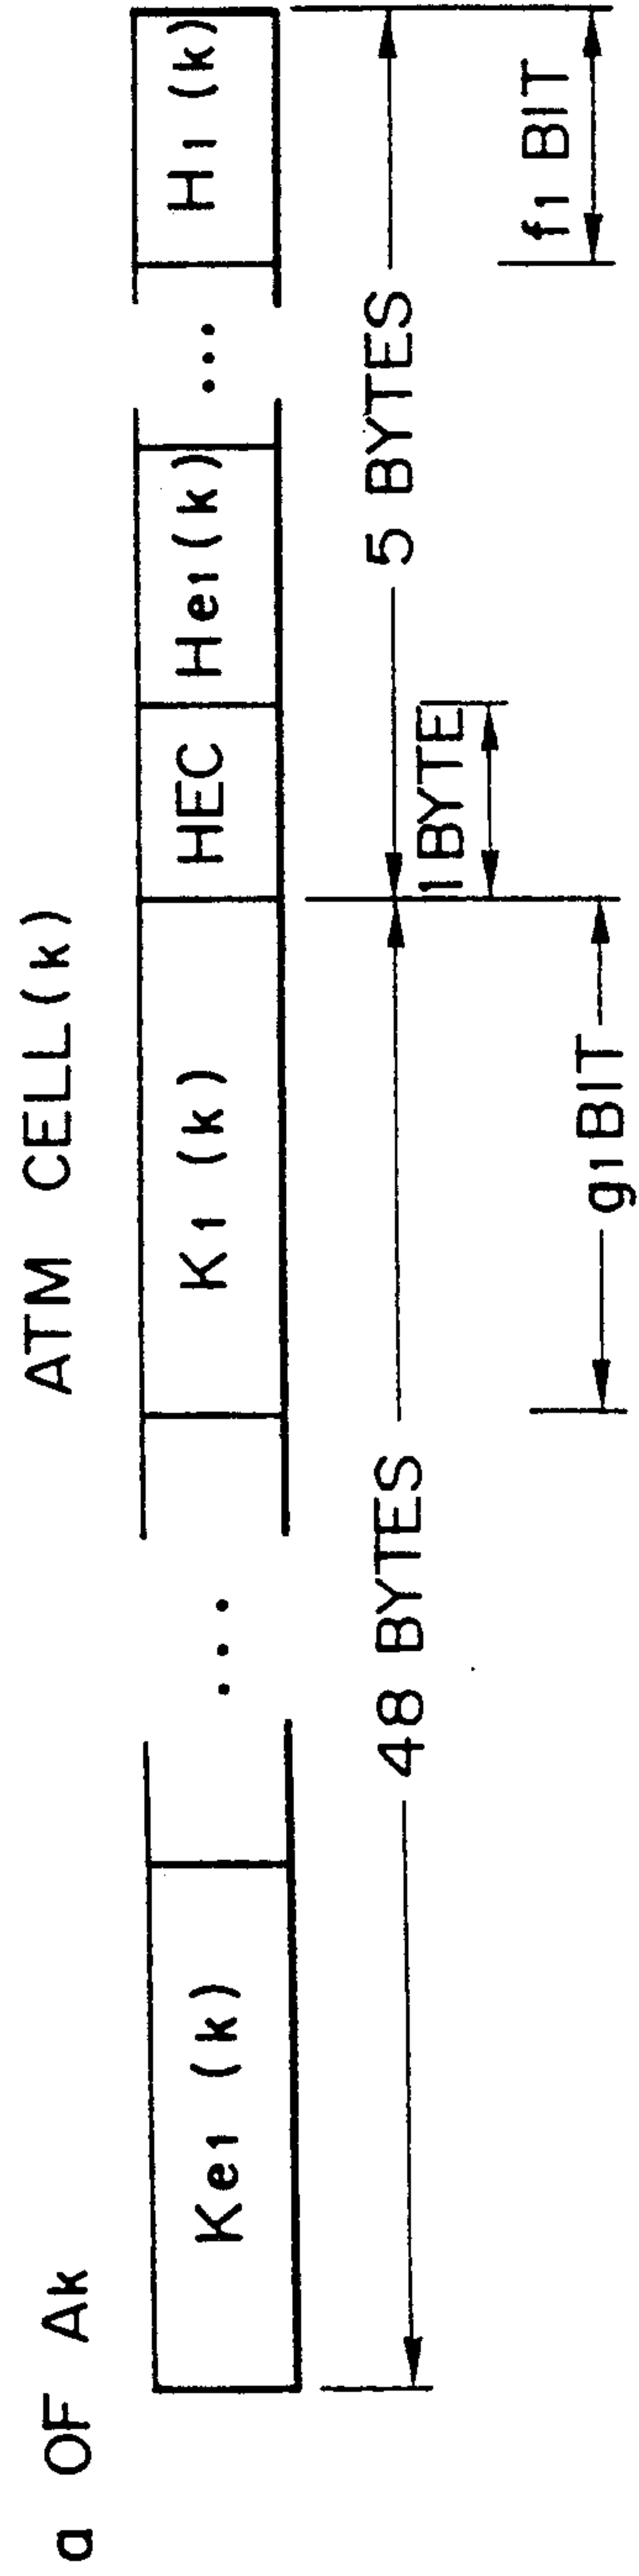 ATM CELL(k)
a OF Ak
Ke1 (k)
...
K1 (k)
HEC
He1(k)
...
H1 (k)
48 BYTES
5 BYTES
1 BYTE
g1 BIT
f1 BIT